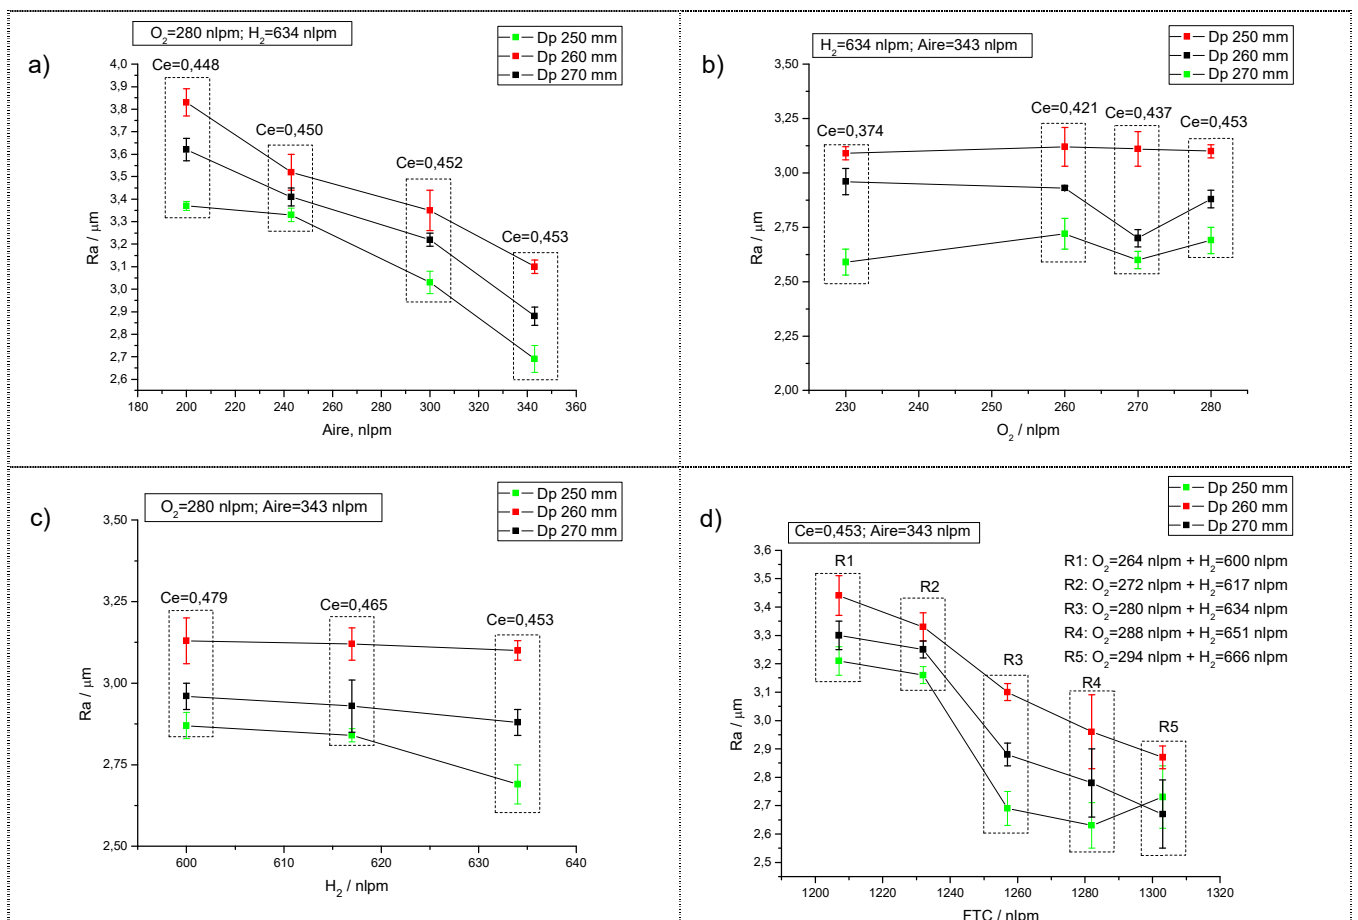 a)
O2=280 nlpm; H2=634 nlpm
Dp 250 mm
Dp 260 mm
Dp 270 mm
Ce=0,448
Ce=0,450
Ce=0,452
Ce=0,453
4,0
3,9
3,8
3,7
3,6
3,5
3,4
3,3
3,2
3,1
3,0
2,9
2,8
2,7
2,6
Ra / μm
180 200 220 240 260 280 300 320 340 360
Aire, nlpm
b)
H2=634 nlpm; Aire=343 nlpm
Dp 250 mm
Dp 260 mm
Dp 270 mm
Ce=0,374
Ce=0,421
Ce=0,437
Ce=0,453
3,50
3,25
3,00
2,75
2,50
2,25
2,00
Ra / μm
230 240 250 260 270 280
O2 / nlpm
c)
O2=280 nlpm; Aire=343 nlpm
Dp 250 mm
Dp 260 mm
Dp 270 mm
Ce=0,479
Ce=0,465
Ce=0,453
3,50
3,25
3,00
2,75
2,50
Ra / μm
600 610 620 630 640
H2 / nlpm
d)
Ce=0,453; Aire=343 nlpm
Dp 250 mm
Dp 260 mm
Dp 270 mm
R1: O2=264 nlpm + H2=600 nlpm
R2: O2=272 nlpm + H2=617 nlpm
R3: O2=280 nlpm + H2=634 nlpm
R4: O2=288 nlpm + H2=651 nlpm
R5: O2=294 nlpm + H2=666 nlpm
R1
R2
R3
R4
R5
3,6
3,5
3,4
3,3
3,2
3,1
3,0
2,9
2,8
2,7
2,6
2,5
Ra / μm
1200 1220 1240 1260 1280 1300 1320
FTC / nlpm